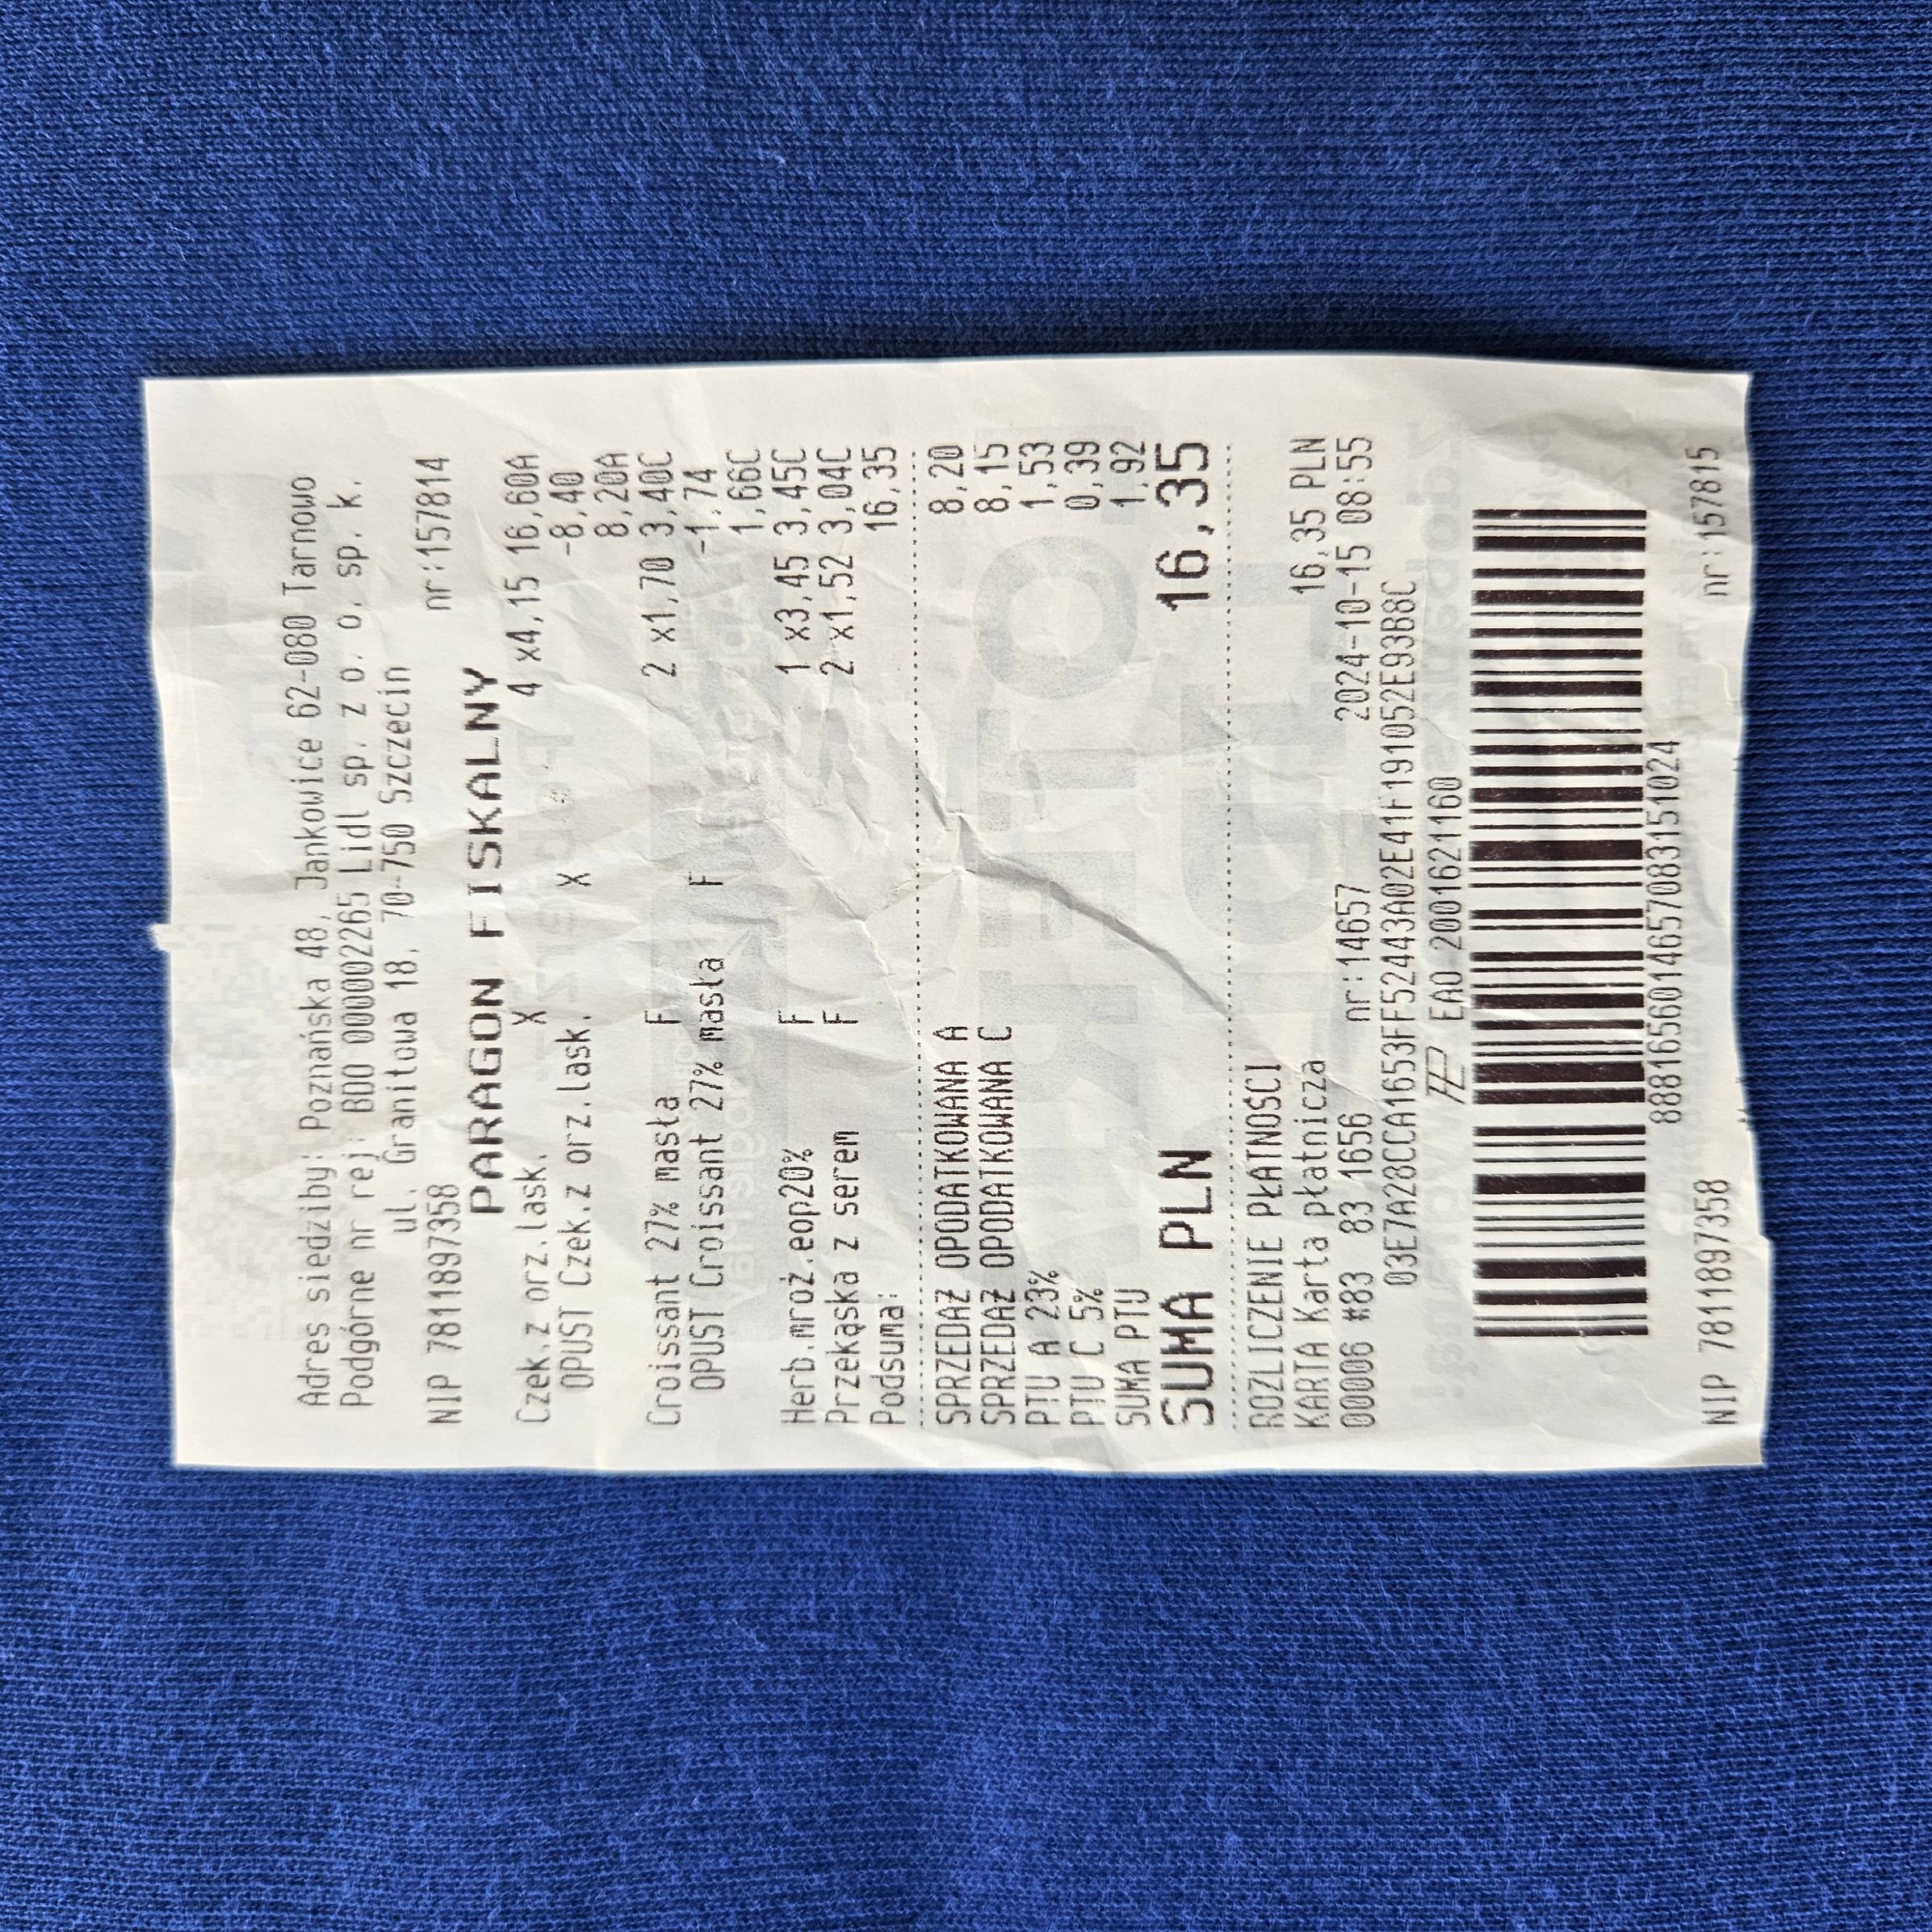 Adres siedziby: Poznańska 48, Jankowice 62-080 Tarnowo
Podgórne nr rej: BDO 000002265 Lidl sp. z o. o. sp. k.
ul. Granitowa 18, 70-750 Szczecin
NIP 7811897358 nr:157814
PARAGON FISKALNY
Czek.z orz.lask. X 4 x4,15 16,60A
OPUST Czek.z orz.lask. X -8,40
8,20A
Croissant 27% masła F 2 x1,70 3,40C
OPUST Croissant 27% masła F -1,74
1,66C
Herb.mroż.eop20% F 1 x3,45 3,45C
Przekąska z serem F 2 x1,52 3,04C
Podsuma: 16,35
SPRZEDAŻ OPODATKOWANA A 8,20
SPRZEDAŻ OPODATKOWANA C 8,15
PTU A 23% 1,53
PTU C 5% 0,39
SUMA PTU 1,92
SUMA PLN 16,35
ROZLICZENIE PŁATNOŚCI
KARTA Karta płatnicza 16,35 PLN
00006 #83 83 1656 nr:14657 2024-10-15 08:55
03E7A28CCA1653FF52443A02E41F191052E93B8C
EAO 2001621160
88816560146570831510​24
NIP 7811897358 nr:157815